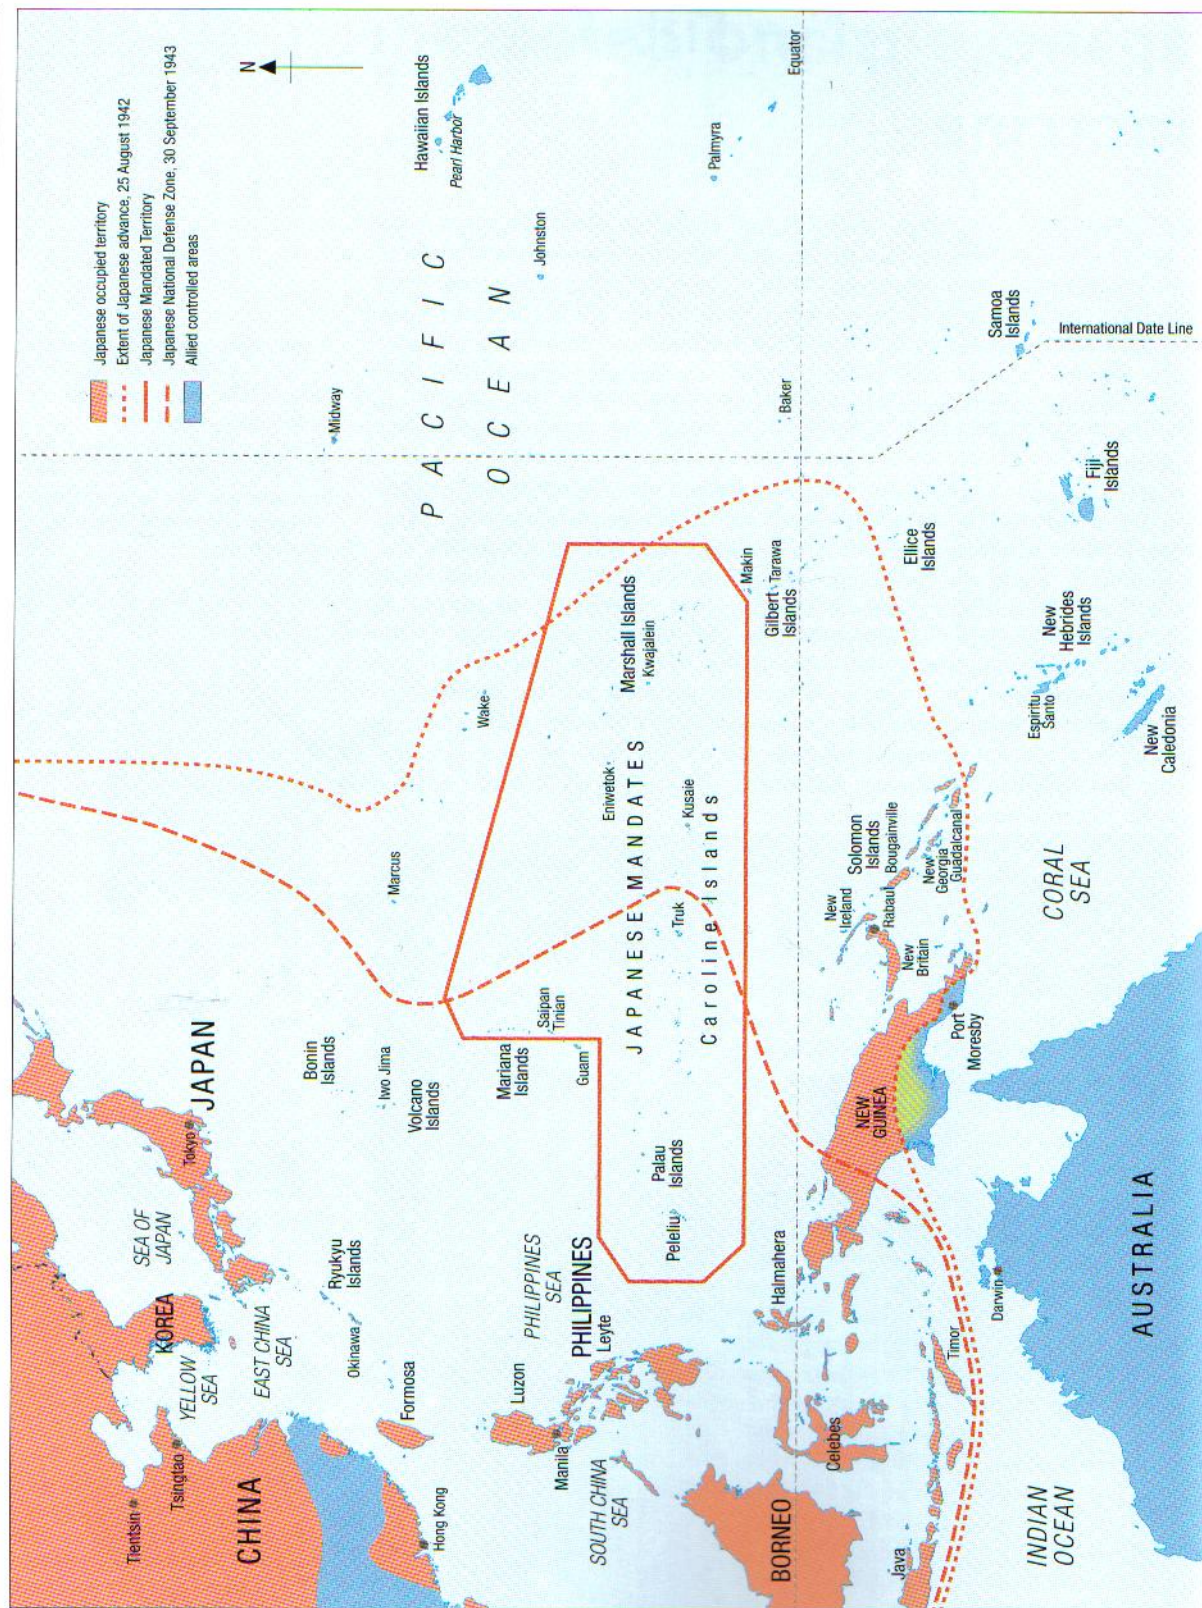 Japanese occupied territory
Extent of Japanese advance, 25 August 1942
Japanese Mandated Territory
Japanese National Defense Zone, 30 September 1943
Allied controlled areas
N
Tientsin
Tsingtao
CHINA
YELLOW
SEA
KOREA
SEA OF
JAPAN
Tokyo
JAPAN
EAST CHINA
SEA
Okinawa
Ryukyu
Islands
Bonin
Islands
Iwo Jima
Volcano
Islands
Marcus
Midway
Hawaiian Islands
Pearl Harbor
PACIFIC
OCEAN
Hong Kong
Formosa
Wake
Johnston
Luzon
PHILIPPINES
SEA
Mariana
Islands
Saipan
Tinian
Guam
Manila
PHILIPPINES
Leyte
SOUTH CHINA
SEA
Eniwetok
Marshall Islands
Kwajalein
JAPANESE MANDATES
Peleliu
Palau
Islands
Truk
Kusaie
Caroline Islands
Palmyra
Makin
Gilbert
Islands
Tarawa
Baker
Equator
BORNEO
Halmahera
Celebes
NEW
GUINEA
New
Ireland
Rabaul
Solomon
Islands
Bougainville
New
Britain
New
Georgia
Guadalcanal
Ellice
Islands
Java
Timor
Port
Moresby
Darwin
Samoa
Islands
International Date Line
INDIAN
OCEAN
CORAL
SEA
Espiritu
Santo
New
Hebrides
Islands
Fiji
Islands
AUSTRALIA
New
Caledonia